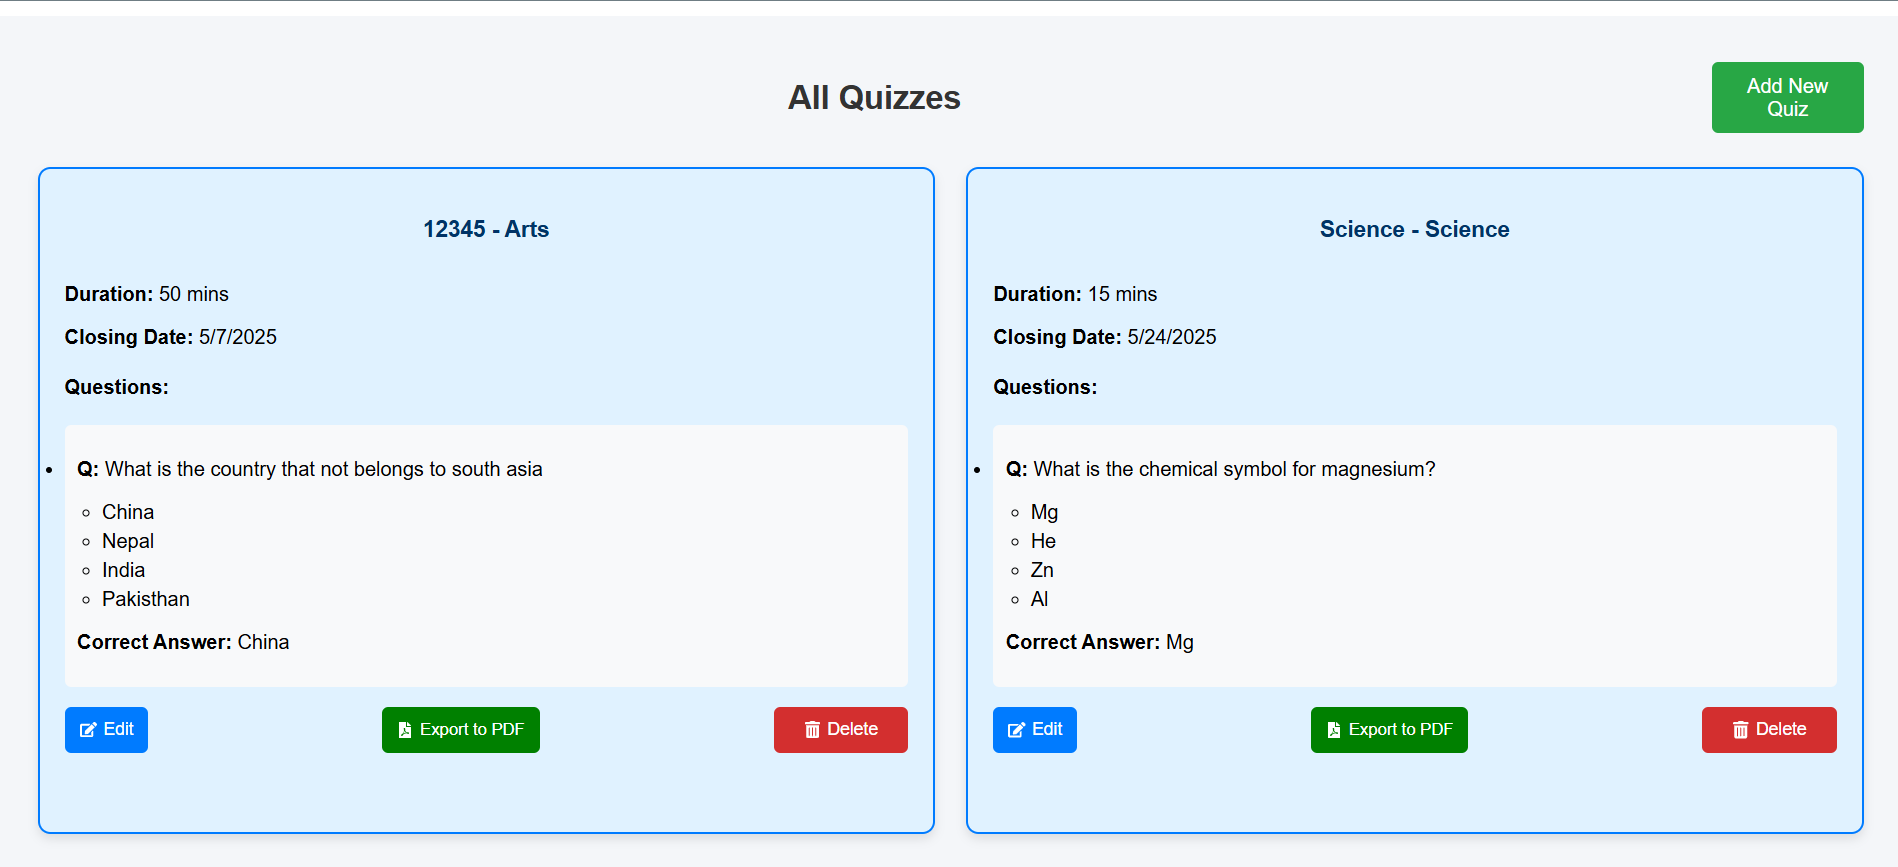 All Quizzes
Add New
Quiz
12345 - Arts
Duration: 50 mins
Closing Date: 5/7/2025
Questions:
Q: What is the country that not belongs to south asia
China
Nepal
India
Pakisthan
Correct Answer: China
Edit
Export to PDF
Delete
Science - Science
Duration: 15 mins
Closing Date: 5/24/2025
Questions:
Q: What is the chemical symbol for magnesium?
Mg
He
Zn
Al
Correct Answer: Mg
Edit
Export to PDF
Delete